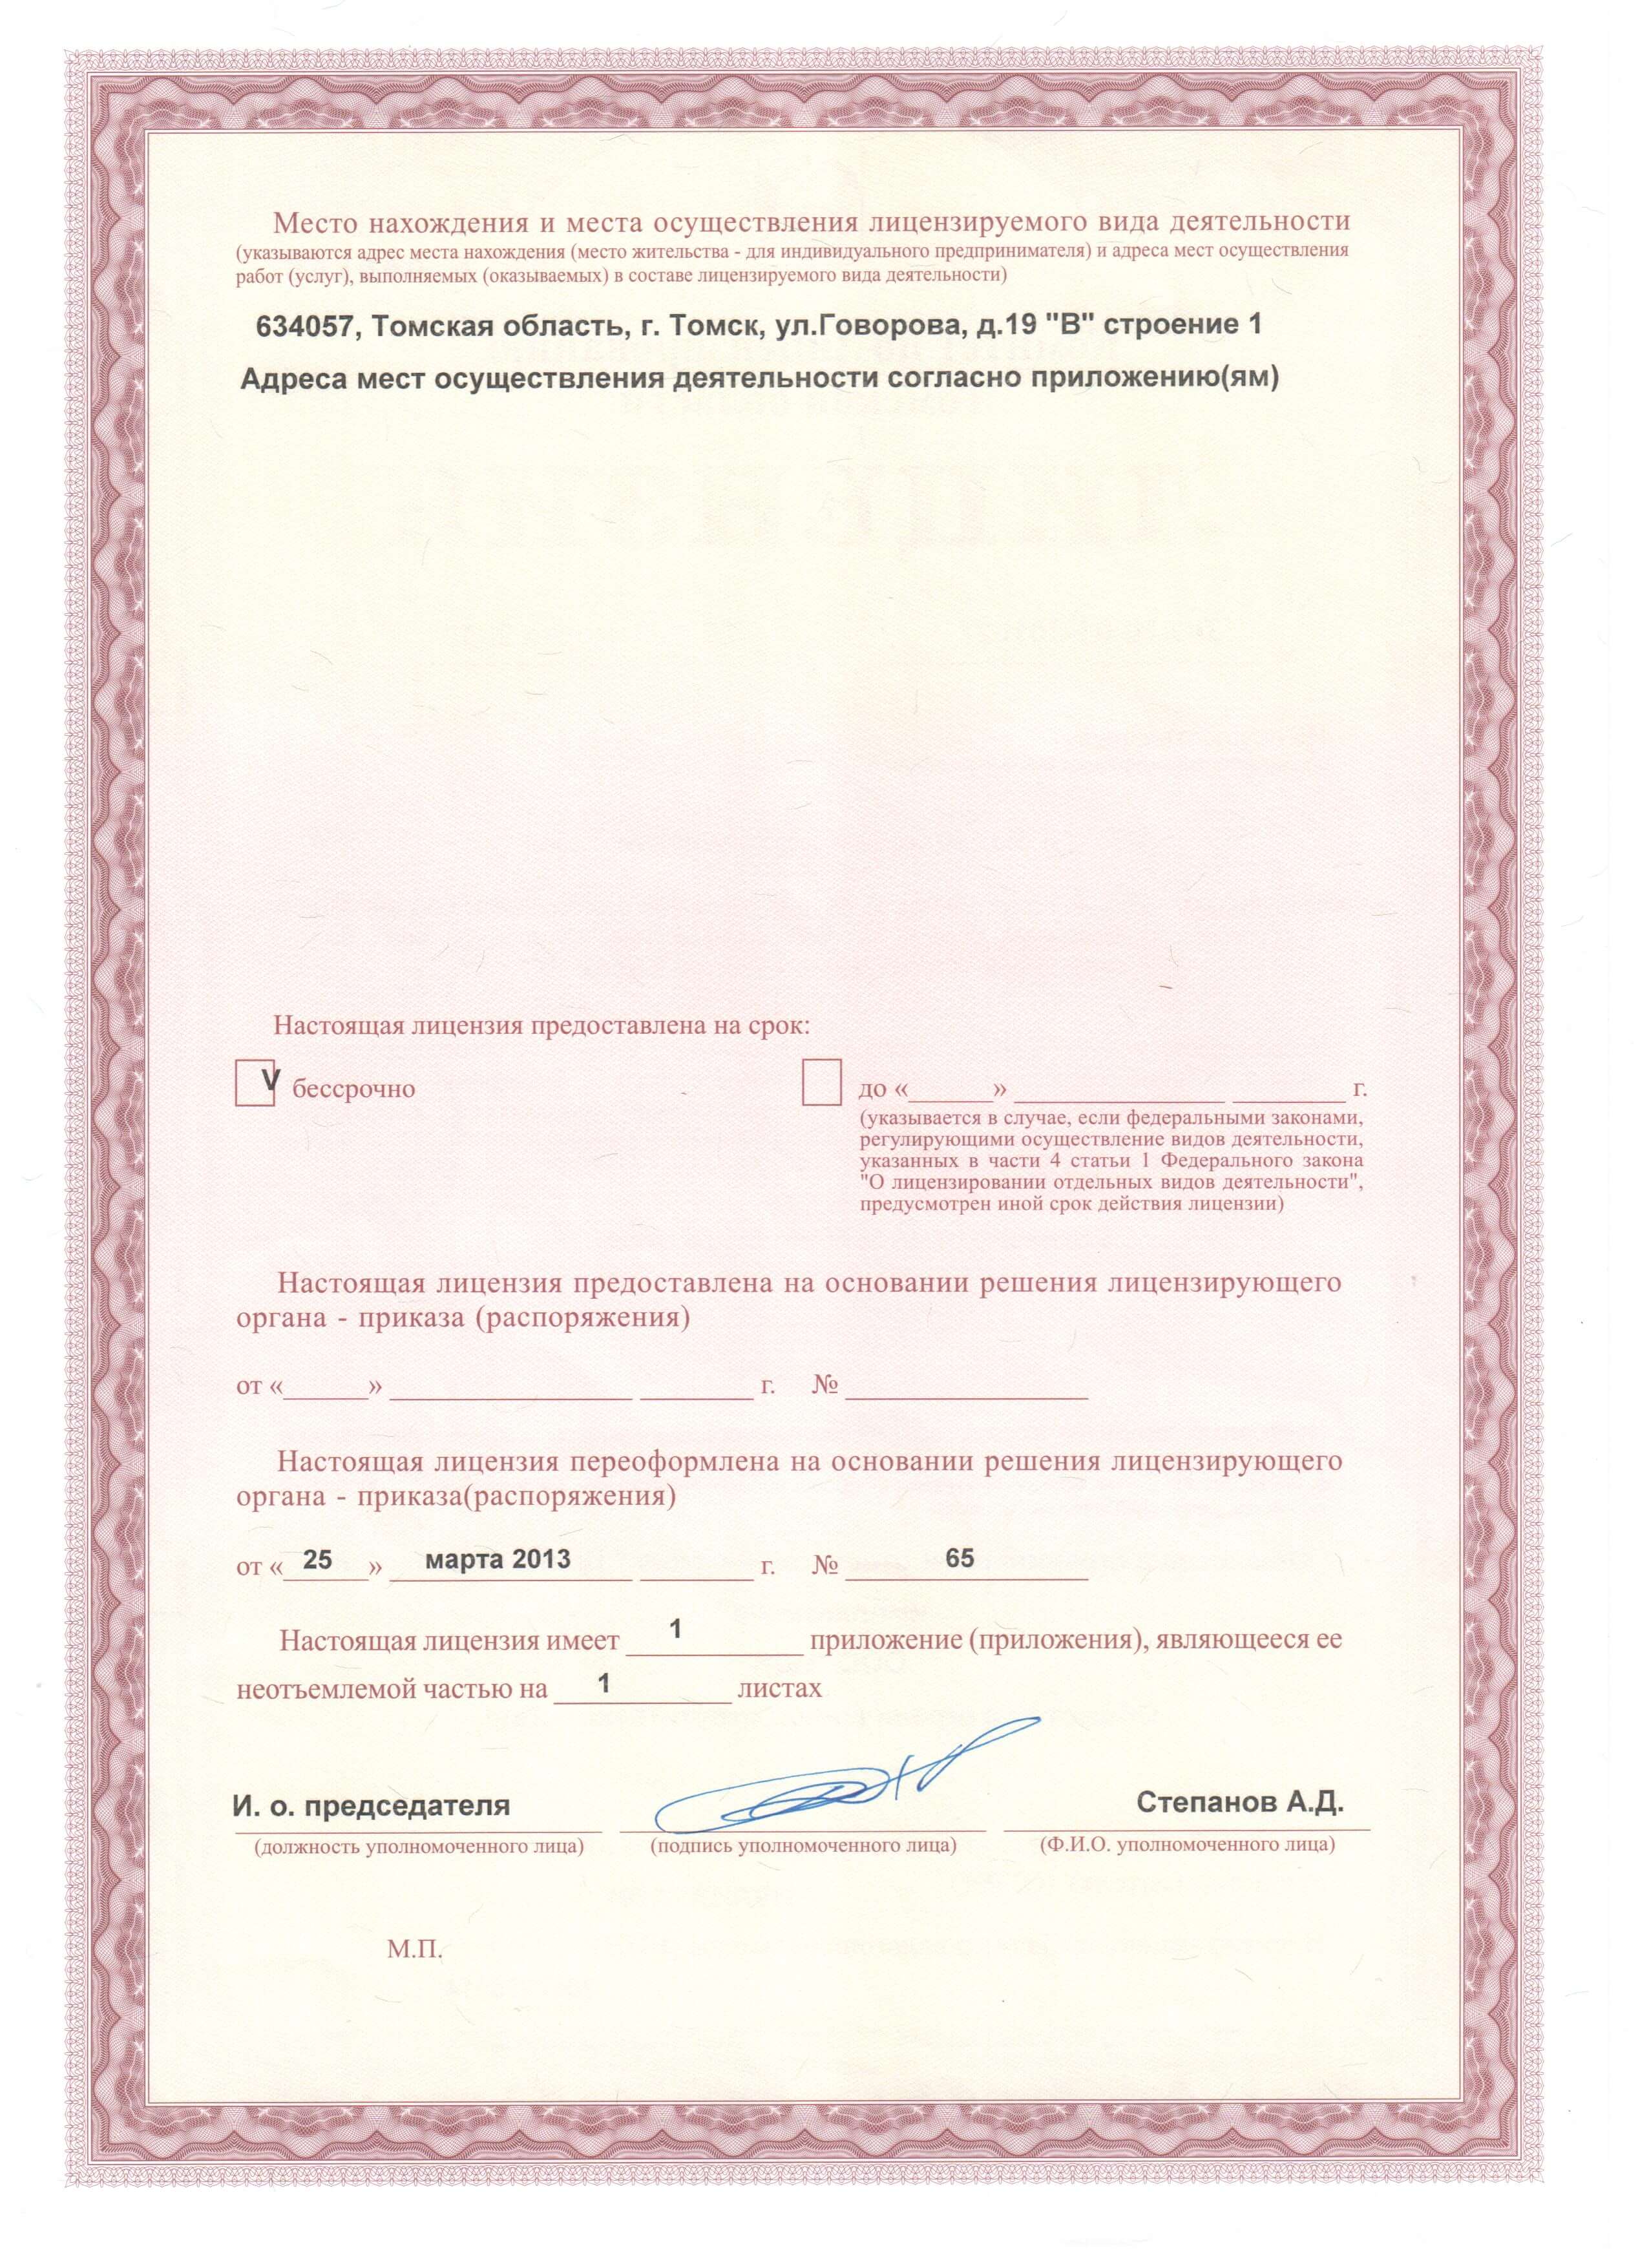 Место нахождения и места осуществления лицензируемого вида деятельности
(указываются адрес места нахождения (место жительства - для индивидуального предпринимателя) и адреса мест осуществления
работ (услуг), выполняемых (оказываемых) в составе лицензируемого вида деятельности)
634057, Томская область, г. Томск, ул.Говорова, д.19 "В" строение 1
Адреса мест осуществления деятельности согласно приложению(ям)
Настоящая лицензия предоставлена на срок:
V бессрочно до «______» _______________ ________ г.
(указывается в случае, если федеральными законами,
регулирующими осуществление видов деятельности,
указанных в части 4 статьи 1 Федерального закона
"О лицензировании отдельных видов деятельности",
предусмотрен иной срок действия лицензии)
Настоящая лицензия предоставлена на основании решения лицензирующего
органа - приказа (распоряжения)
от «______» _________________ ________ г. № _________________
Настоящая лицензия переоформлена на основании решения лицензирующего
органа - приказа(распоряжения)
от « 25 » марта 2013 ________ г. № 65
Настоящая лицензия имеет 1 приложение (приложения), являющееся ее
неотъемлемой частью на 1 листах
И. о. председателя Степанов А.Д.
(должность уполномоченного лица) (подпись уполномоченного лица) (Ф.И.О. уполномоченного лица)
М.П.